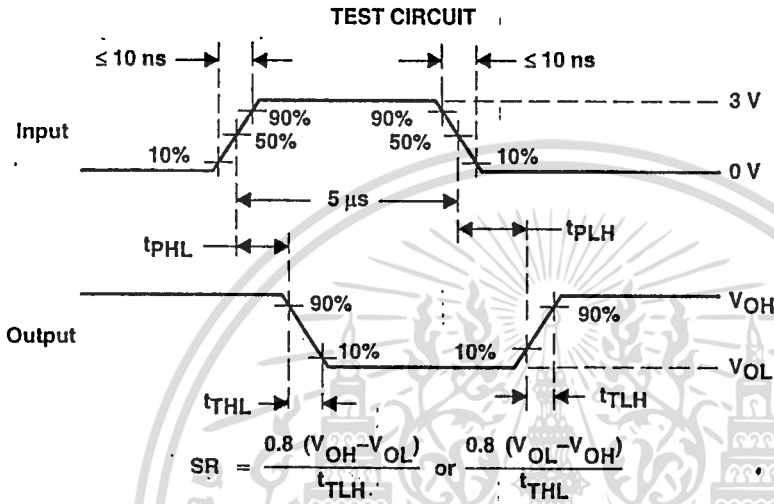 TEST CIRCUIT
≤ 10 ns
≤ 10 ns
3 V
Input
90%
90%
50%
50%
10%
10%
0 V
5 μs
tPHL
tPLH
VOH
90%
90%
Output
10%
10%
VOL
tTHL
tTLH
SR = 0.8 (VOH–VOL) / tTLH or 0.8 (VOL–VOH) / tTHL